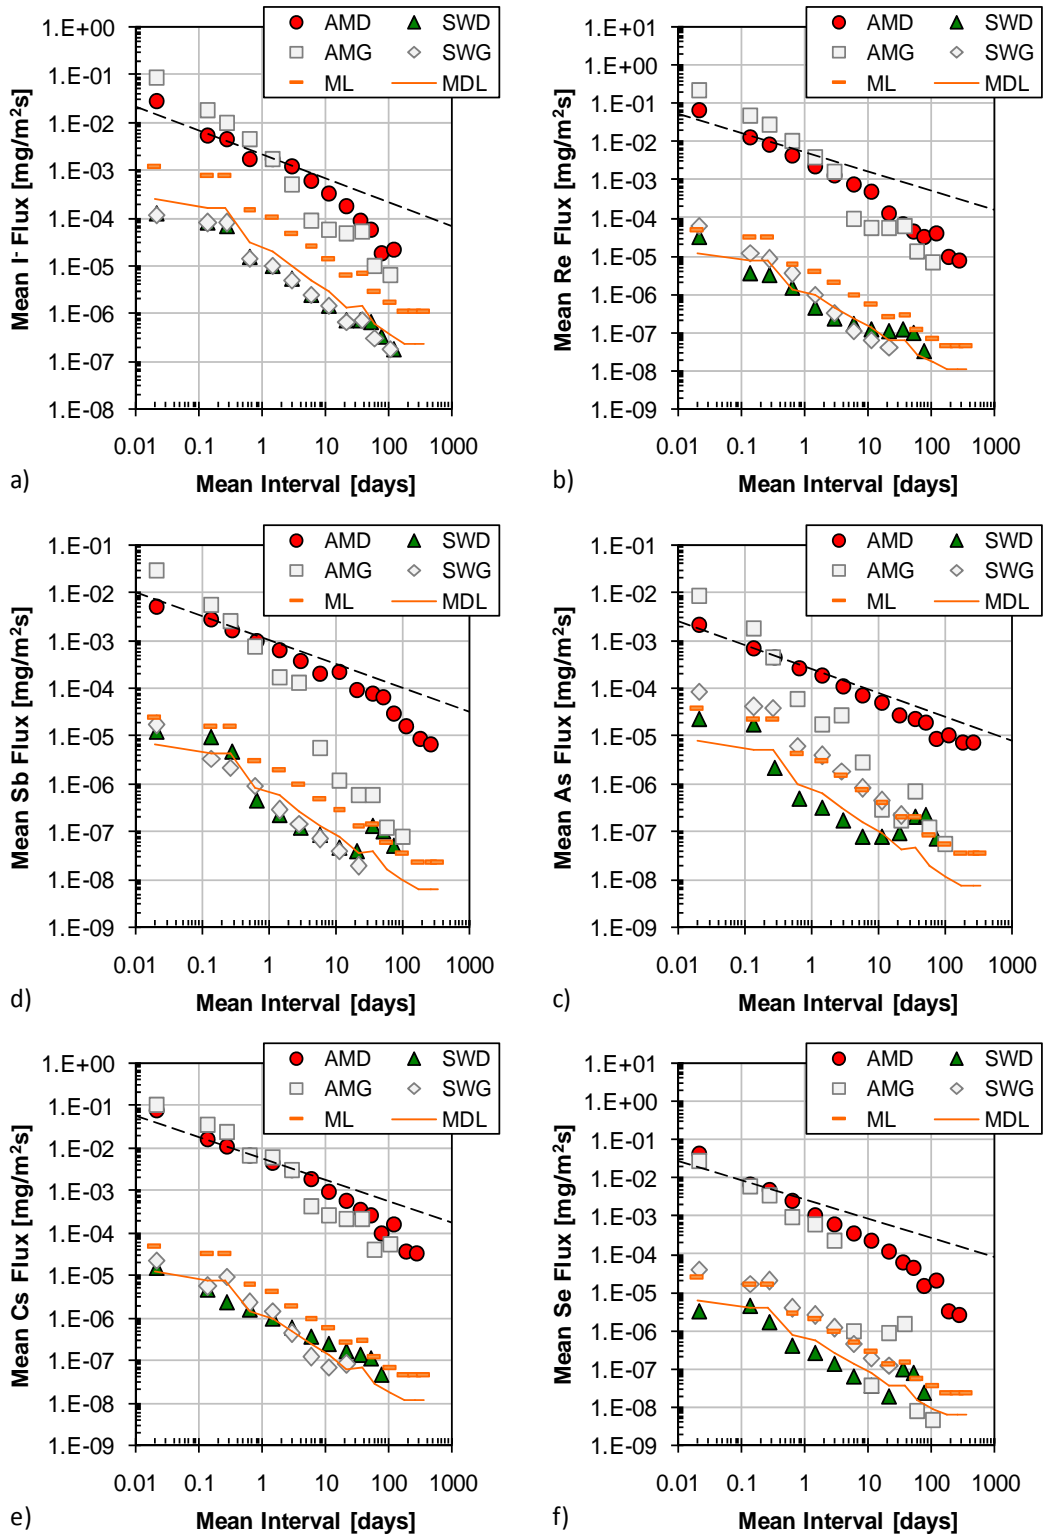 AMD SWD
AMG SWG
ML MDL
1.E+00
1.E-01
1.E-02
1.E-03
1.E-04
1.E-05
1.E-06
1.E-07
1.E-08
Mean I⁻ Flux [mg/m²s]
0.01 0.1 1 10 100 1000
Mean Interval [days]
a)
AMD SWD
AMG SWG
ML MDL
1.E+01
1.E+00
1.E-01
1.E-02
1.E-03
1.E-04
1.E-05
1.E-06
1.E-07
1.E-08
1.E-09
Mean Re Flux [mg/m²s]
0.01 0.1 1 10 100 1000
Mean Interval [days]
b)
AMD SWD
AMG SWG
ML MDL
1.E-01
1.E-02
1.E-03
1.E-04
1.E-05
1.E-06
1.E-07
1.E-08
1.E-09
Mean Sb Flux [mg/m²s]
0.01 0.1 1 10 100 1000
Mean Interval [days]
d)
AMD SWD
AMG SWG
ML MDL
1.E-01
1.E-02
1.E-03
1.E-04
1.E-05
1.E-06
1.E-07
1.E-08
1.E-09
Mean As Flux [mg/m²s]
0.01 0.1 1 10 100 1000
Mean Interval [days]
c)
AMD SWD
AMG SWG
ML MDL
1.E+00
1.E-01
1.E-02
1.E-03
1.E-04
1.E-05
1.E-06
1.E-07
1.E-08
1.E-09
Mean Cs Flux [mg/m²s]
0.01 0.1 1 10 100 1000
Mean Interval [days]
e)
AMD SWD
AMG SWG
ML MDL
1.E+01
1.E+00
1.E-01
1.E-02
1.E-03
1.E-04
1.E-05
1.E-06
1.E-07
1.E-08
1.E-09
Mean Se Flux [mg/m²s]
0.01 0.1 1 10 100 1000
Mean Interval [days]
f)